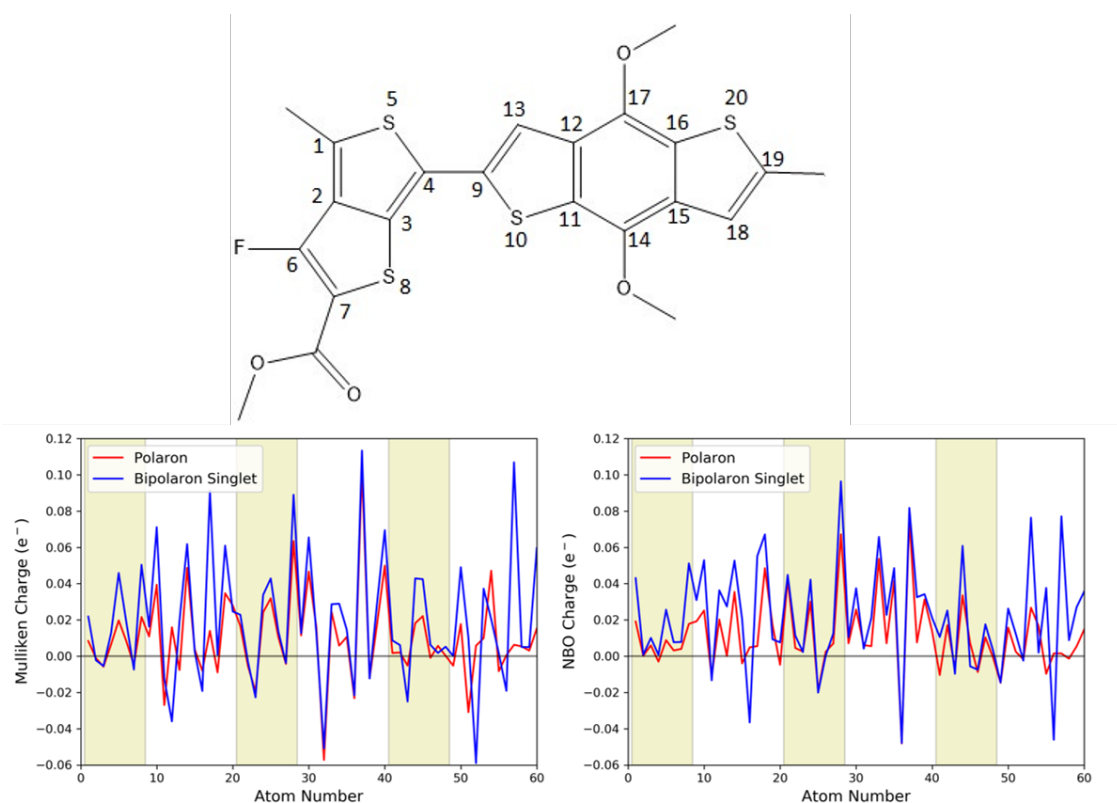 O
S
5
13
17
20
S
12
16
1
4
9
19
2
3
S
10
11
15
18
14
F
6
S
8
7
O
O
O
0.12
0.10
0.08
0.06
0.04
0.02
0.00
−0.02
−0.04
−0.06
Mulliken Charge (e⁻)
Polaron
Bipolaron Singlet
0 10 20 30 40 50 60
Atom Number
0.12
0.10
0.08
0.06
0.04
0.02
0.00
−0.02
−0.04
−0.06
NBO Charge (e⁻)
Polaron
Bipolaron Singlet
0 10 20 30 40 50 60
Atom Number